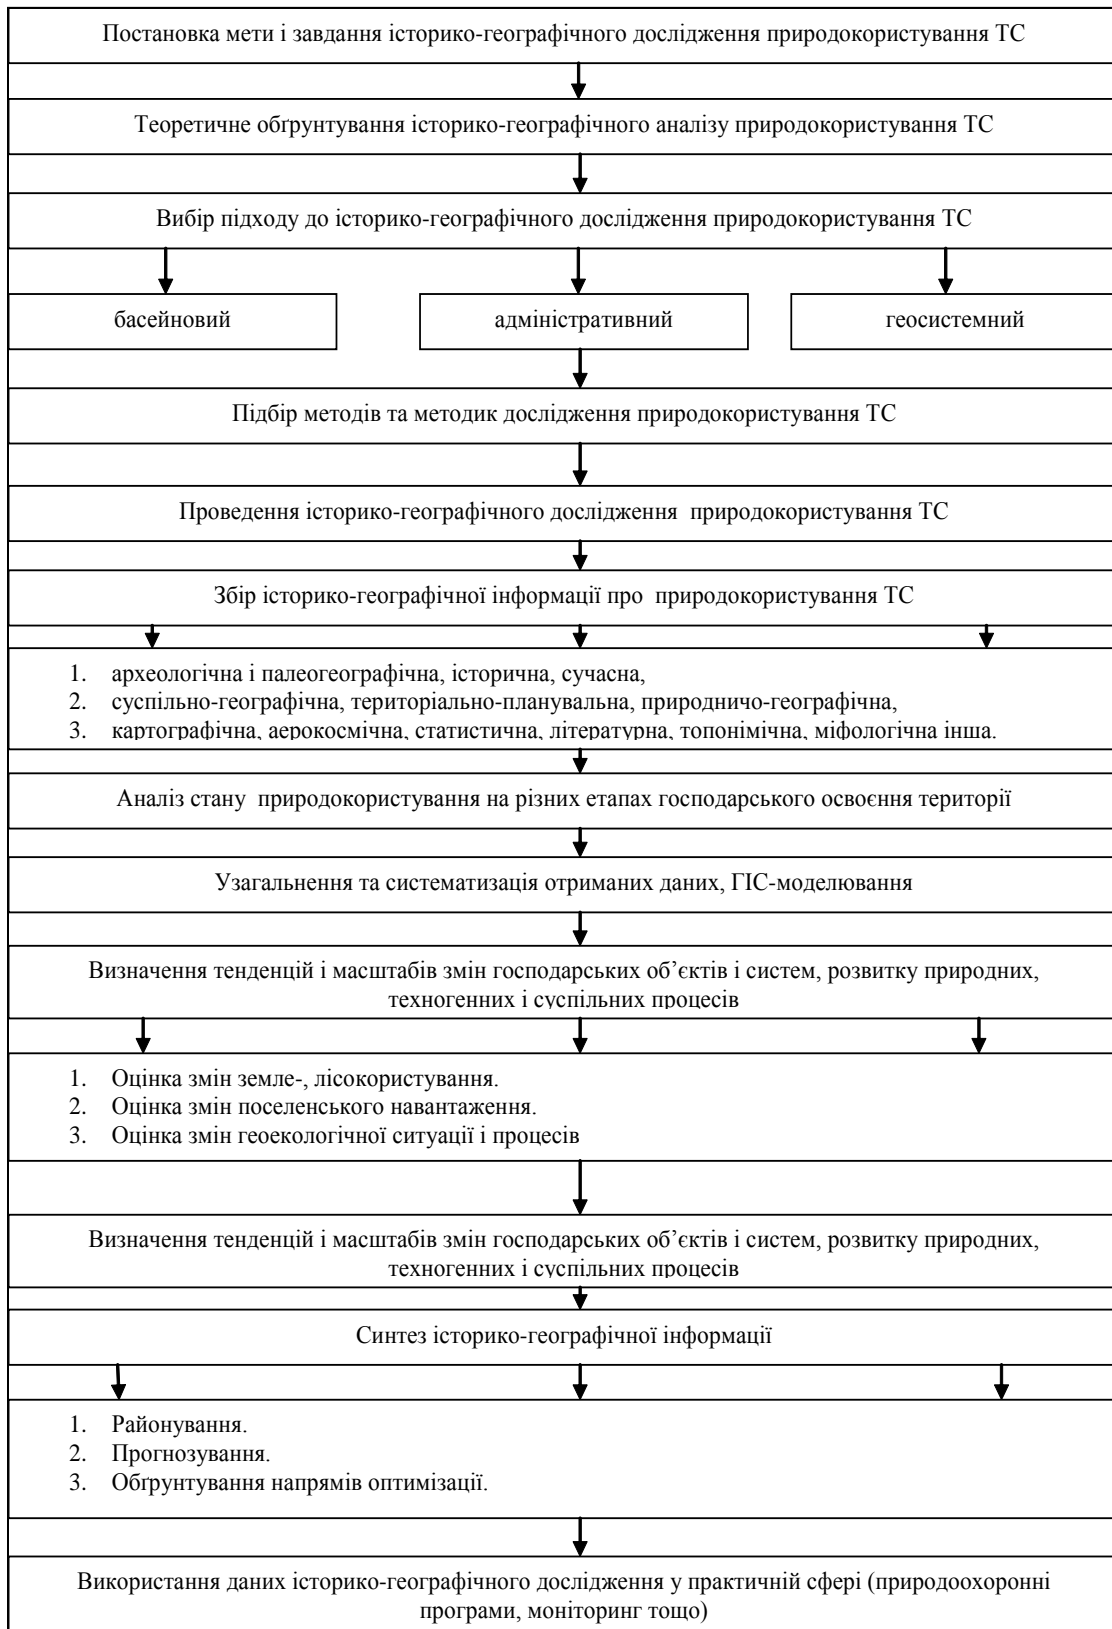 Постановка мети і завдання історико-географічного дослідження природокористування ТС
Теоретичне обґрунтування історико-географічного аналізу природокористування ТС
Вибір підходу до історико-географічного дослідження природокористування ТС
басейновий
адміністративний
геосистемний
Підбір методів та методик дослідження природокористування ТС
Проведення історико-географічного дослідження природокористування ТС
Збір історико-географічної інформації про природокористування ТС
1. археологічна і палеогеографічна, історична, сучасна,
2. суспільно-географічна, територіально-планувальна, природничо-географічна,
3. картографічна, аерокосмічна, статистична, літературна, топонімічна, міфологічна інша.
Аналіз стану природокористування на різних етапах господарського освоєння території
Узагальнення та систематизація отриманих даних, ГІС-моделювання
Визначення тенденцій і масштабів змін господарських об’єктів і систем, розвитку природних,
техногенних і суспільних процесів
1. Оцінка змін земле-, лісокористування.
2. Оцінка змін поселенського навантаження.
3. Оцінка змін геоекологічної ситуації і процесів
Визначення тенденцій і масштабів змін господарських об’єктів і систем, розвитку природних,
техногенних і суспільних процесів
Синтез історико-географічної інформації
1. Районування.
2. Прогнозування.
3. Обґрунтування напрямів оптимізації.
Використання даних історико-географічного дослідження у практичній сфері (природоохоронні
програми, моніторинг тощо)